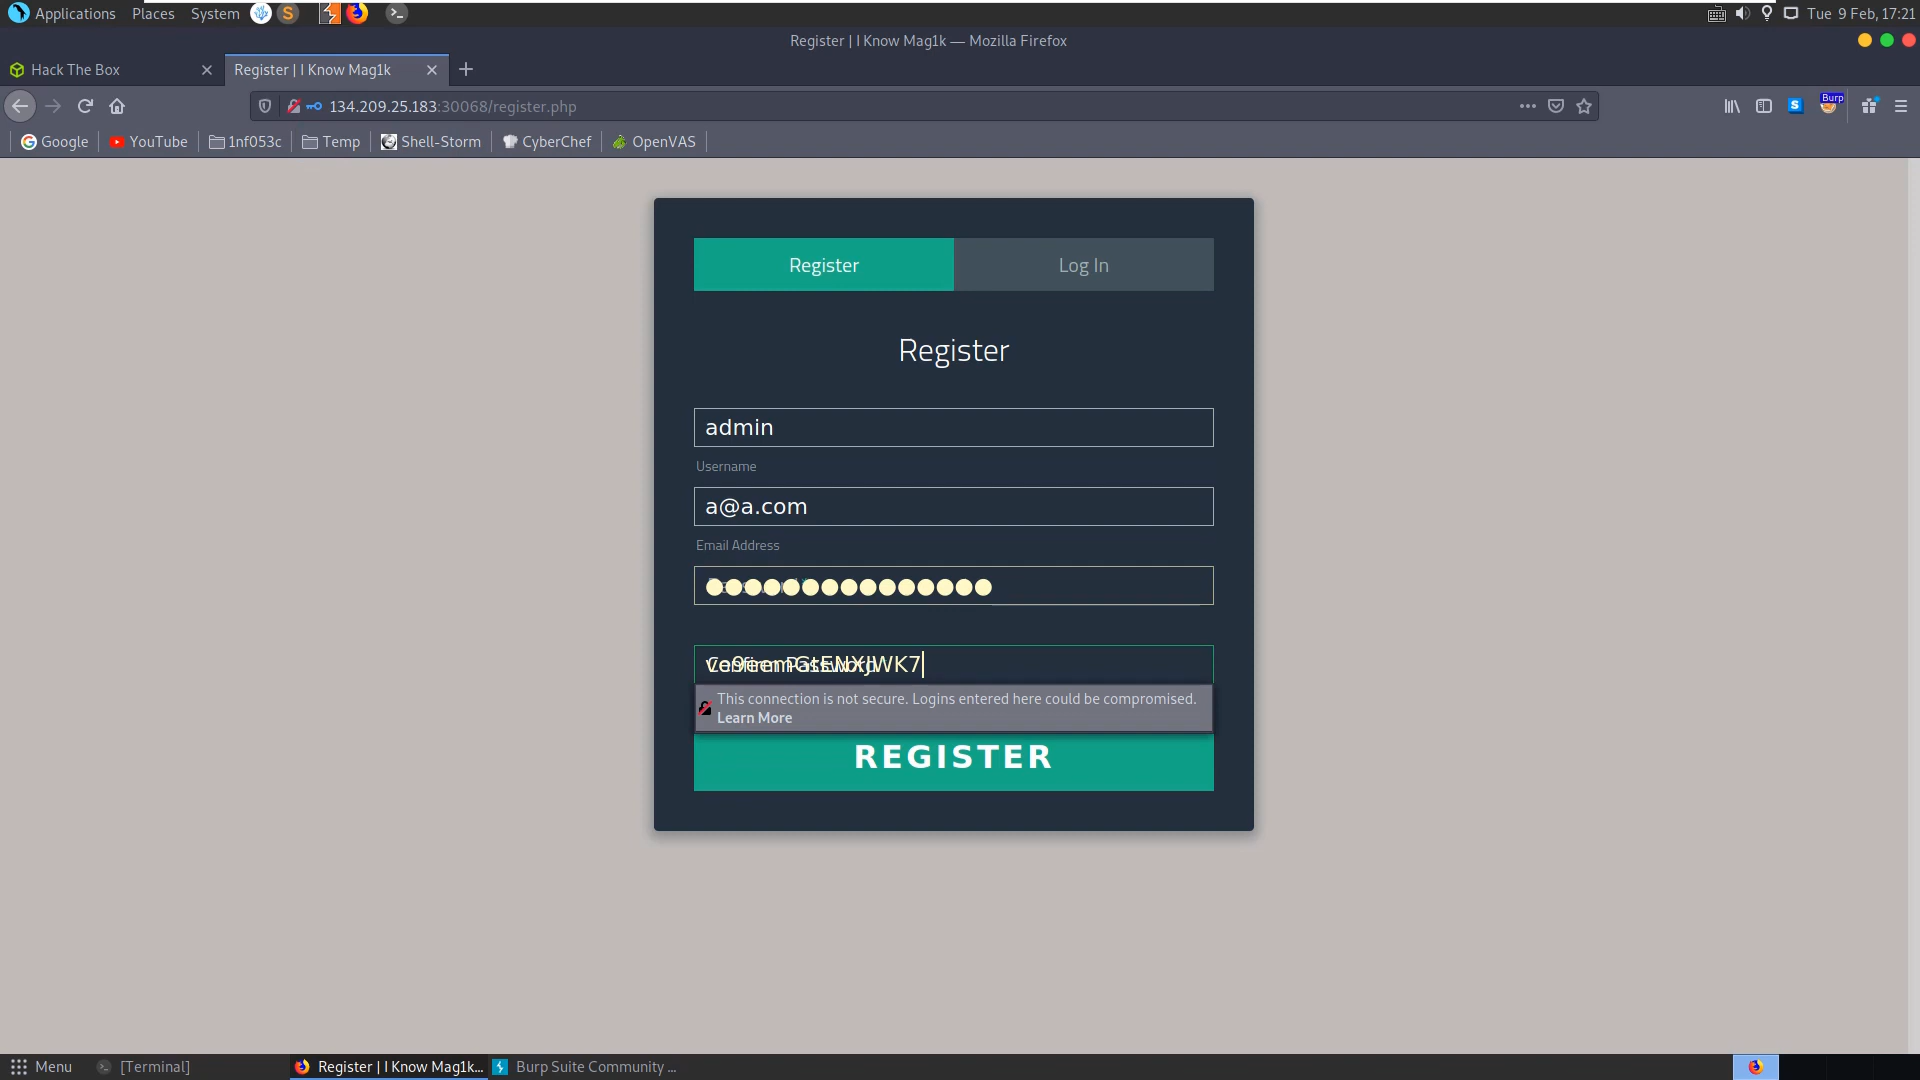 Applications Places System Tue 9 Feb, 17:21
Register | I Know Mag1k — Mozilla Firefox
Hack The Box Register | I Know Mag1k
134.209.25.183:30068/register.php Burp
Google YouTube 1nf053c Temp Shell-Storm CyberChef OpenVAS
Register Log In
Register
admin
Username
a@a.com
Email Address
Confirm Password
This connection is not secure. Logins entered here could be compromised.
Learn More
REGISTER
Menu [Terminal] Register | I Know Mag1k... Burp Suite Community ...